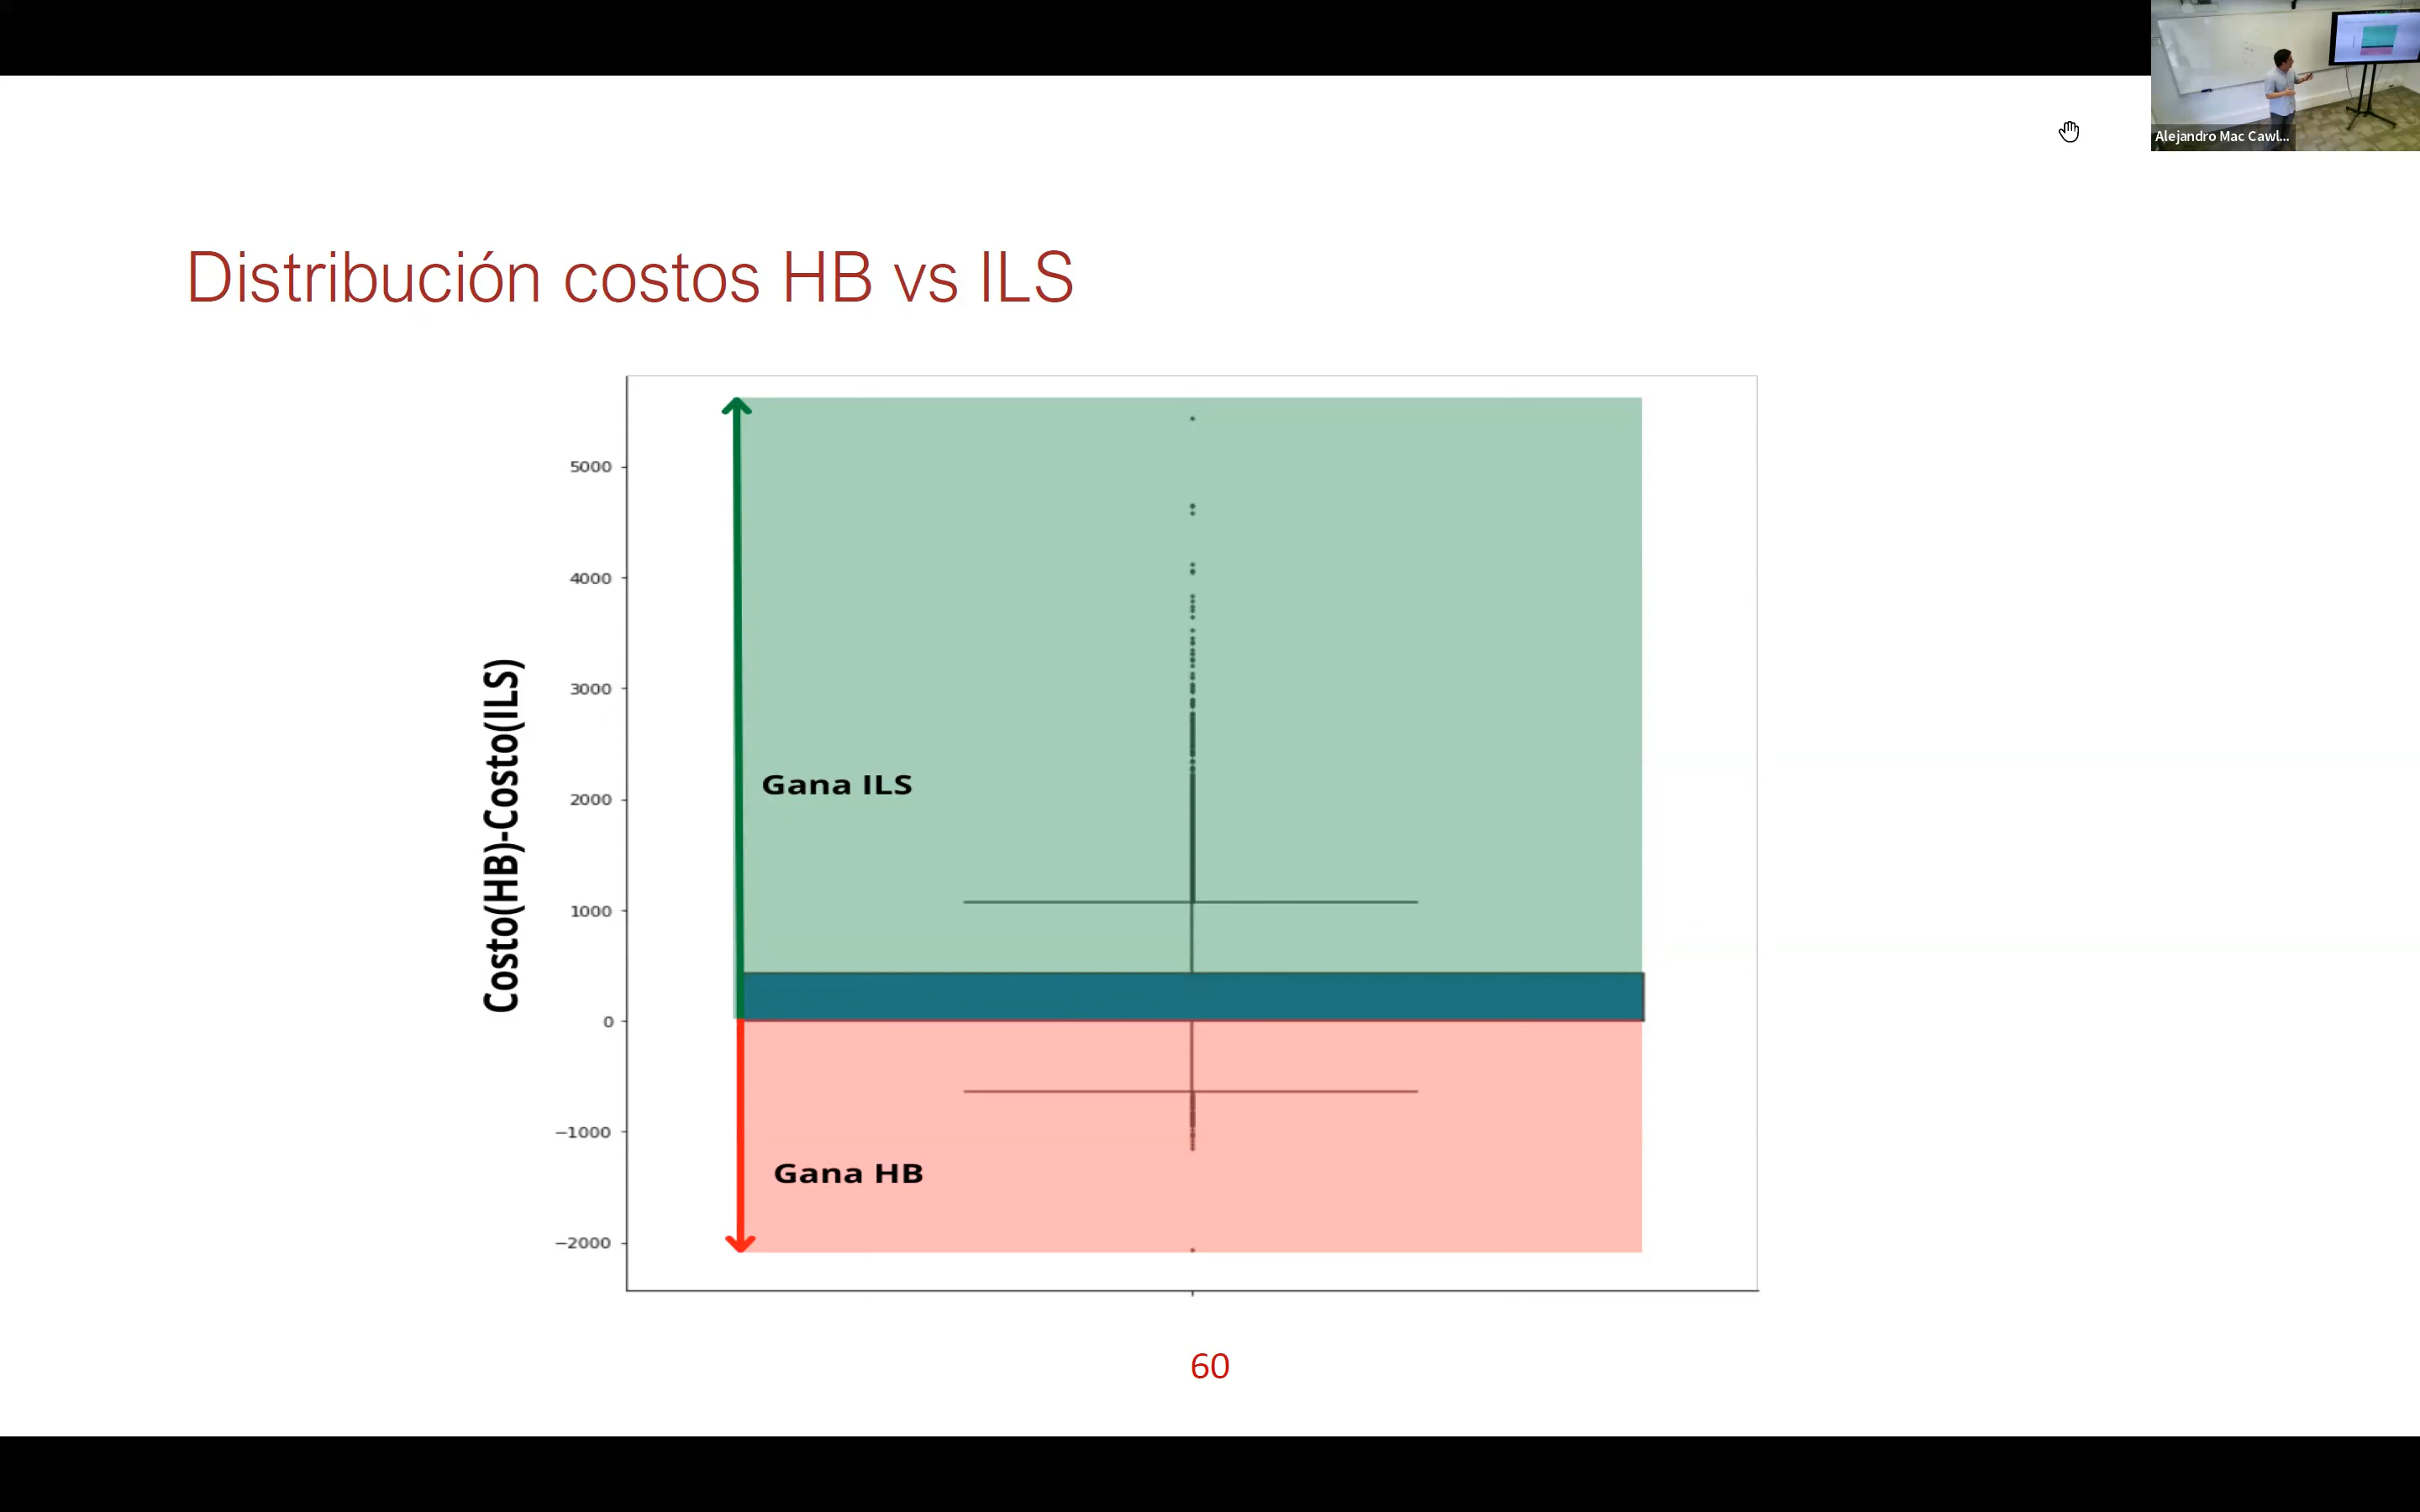 Alejandro Mac Cawl...
Distribución costos HB vs ILS
Costo(HB)-Costo(ILS)
5000
4000
3000
2000
1000
0
−1000
−2000
Gana ILS
Gana HB
60